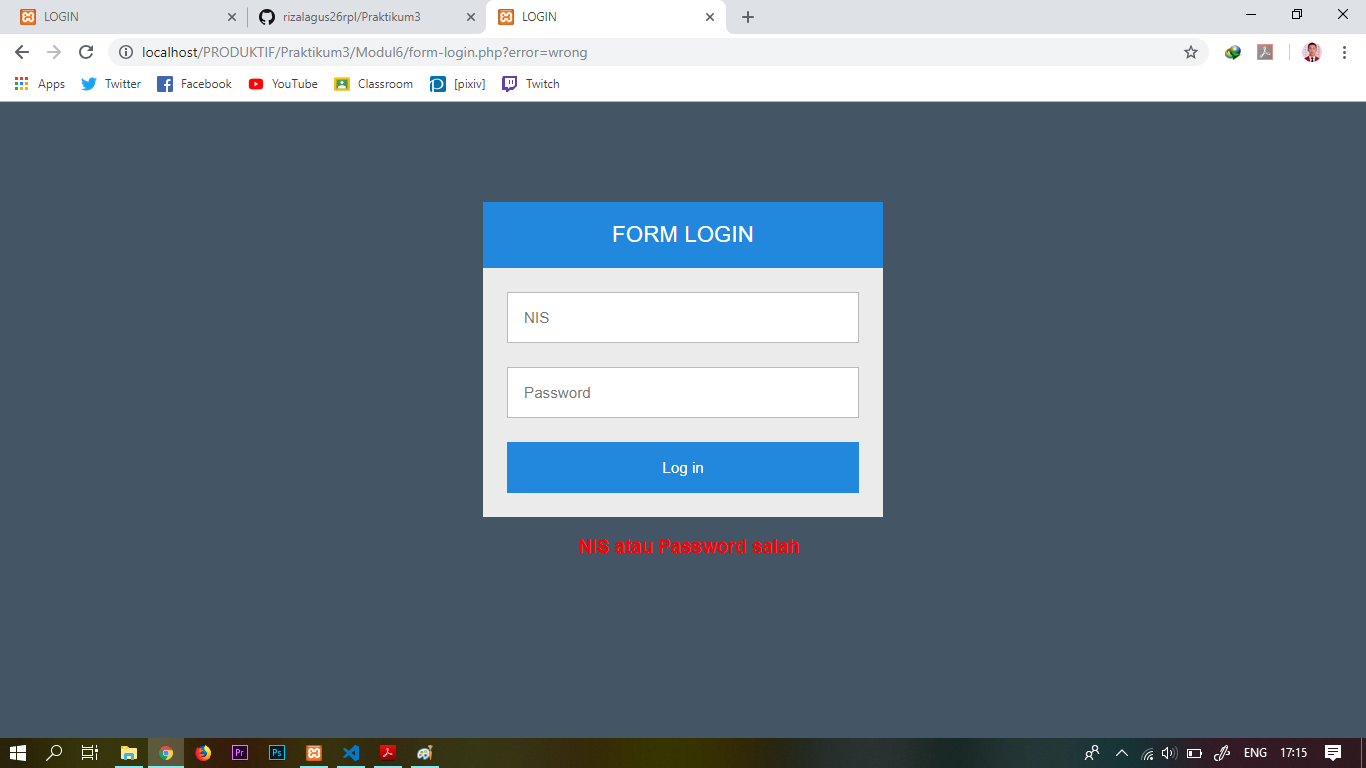 LOGIN
rizalagus26rpl/Praktikum3
LOGIN
localhost/PRODUKTIF/Praktikum3/Modul6/form-login.php?error=wrong
Apps Twitter Facebook YouTube Classroom [pixiv] Twitch
FORM LOGIN
NIS
Password
Log in
NIS atau Password salah
Pr Ps ENG 17:15